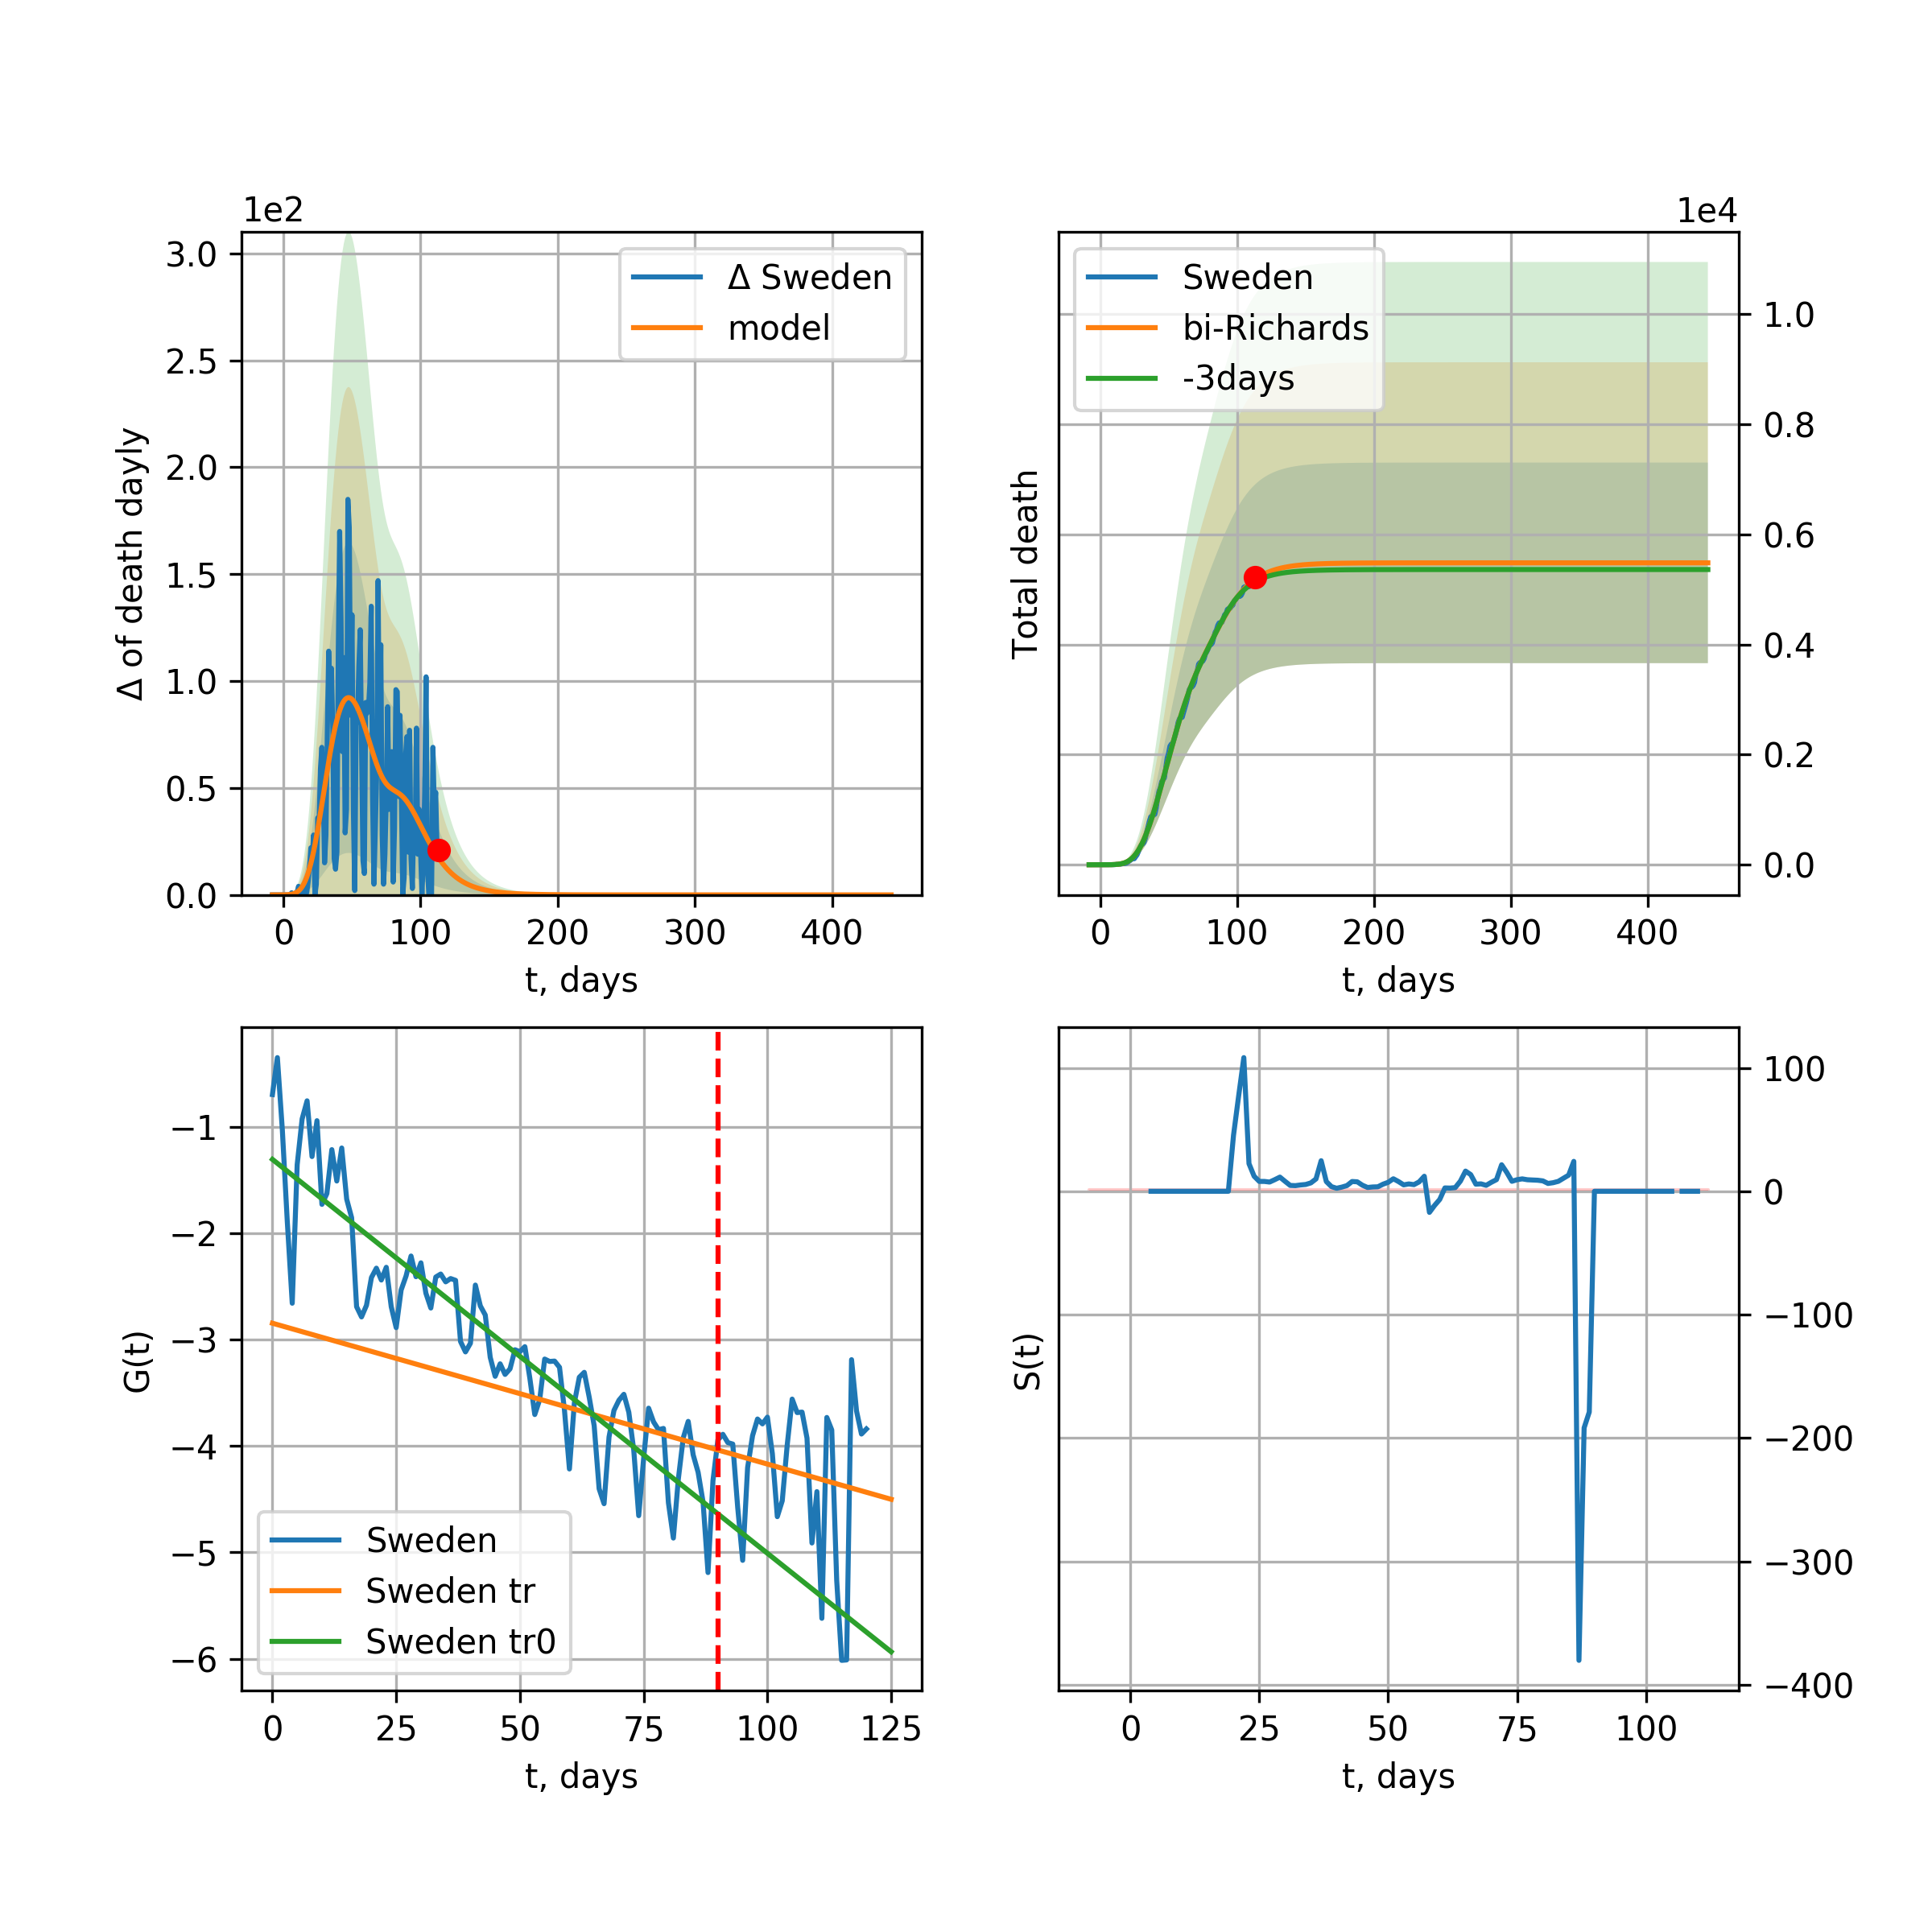 1e2
3.0
2.5
2.0
1.5
1.0
0.5
0.0
Δ of death dayly
Δ Sweden
model
0 100 200 300 400
t, days
1e4
Sweden
bi-Richards
-3days
Total death
1.0
0.8
0.6
0.4
0.2
0.0
0 100 200 300 400
t, days
−1
−2
−3
−4
−5
−6
G(t)
Sweden
Sweden tr
Sweden tr0
0 25 50 75 100 125
t, days
S(t)
100
0
−100
−200
−300
−400
0 25 50 75 100
t, days